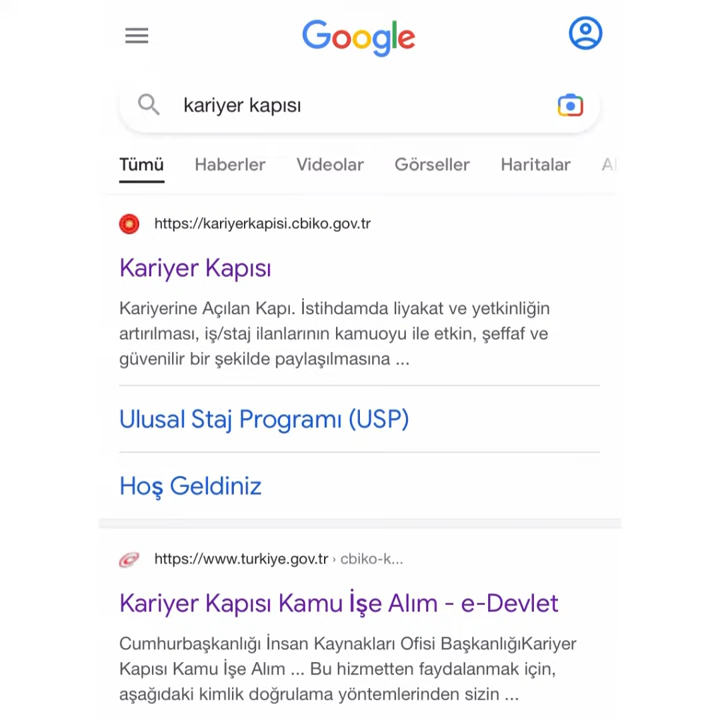 Google
kariyer kapısı
Tümü Haberler Videolar Görseller Haritalar
https://kariyerkapisi.cbiko.gov.tr
Kariyer Kapısı
Kariyerine Açılan Kapı. İstihdamda liyakat ve yetkinliğin
artırılması, iş/staj ilanlarının kamuoyu ile etkin, şeffaf ve
güvenilir bir şekilde paylaşılmasına ...
Ulusal Staj Programı (USP)
Hoş Geldiniz
https://www.turkiye.gov.tr › cbiko-k...
Kariyer Kapısı Kamu İşe Alım - e-Devlet
Cumhurbaşkanlığı İnsan Kaynakları Ofisi BaşkanlığıKariyer
Kapısı Kamu İşe Alım ... Bu hizmetten faydalanmak için,
aşağıdaki kimlik doğrulama yöntemlerinden sizin ...